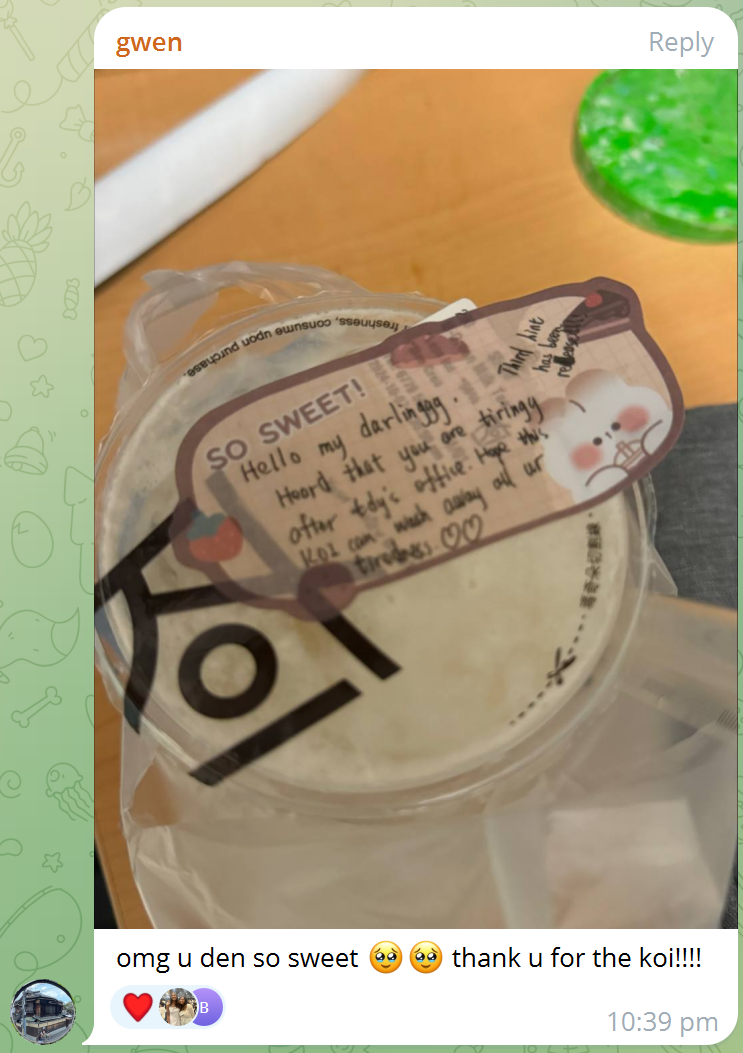 gwen
Reply
freshness, consume upon purchase.
SO SWEET!
Third hint
has been
released!!!
Hello my darlinggg.
Heard that you are tiringy
after tdy's office. Hope this
KOI can wash away all ur
tiredness. ♡♡
KOI
omg u den so sweet 🥹🥹 thank u for the koi!!!!
❤️
B
10:39 pm